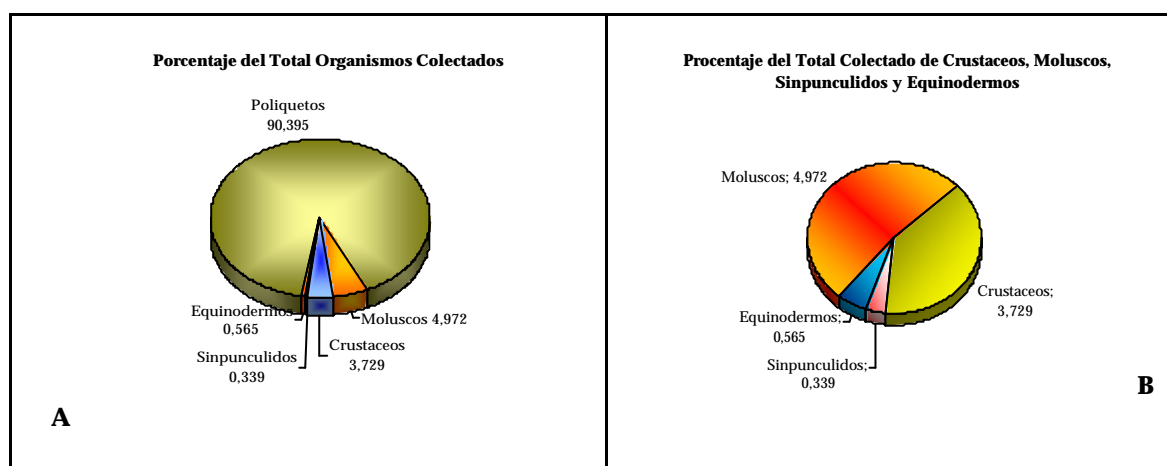 Porcentaje del Total Organismos Colectados
Poliquetos
90,395
Equinodermos
0,565
Sinpunculidos
0,339
Crustaceos
3,729
Moluscos 4,972
A
Procentaje del Total Colectado de Crustaceos, Moluscos,
Sinpunculidos y Equinodermos
Moluscos; 4,972
Crustaceos;
3,729
Equinodermos;
0,565
Sinpunculidos;
0,339
B